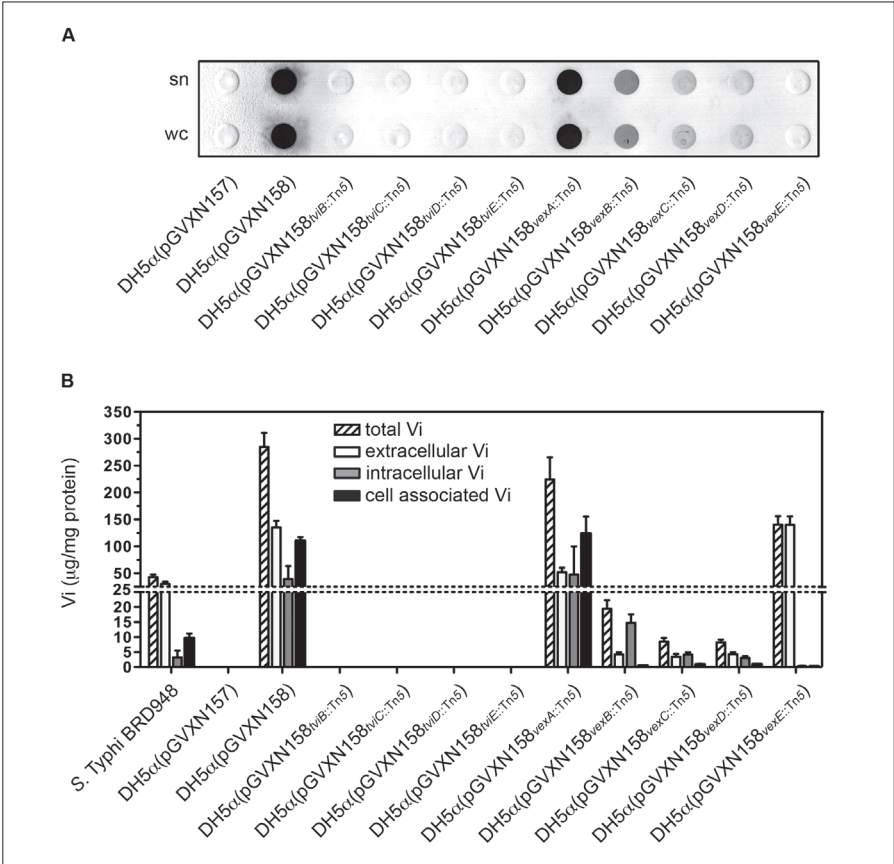 A
sn
wc
DH5α(pGVXN157)
DH5α(pGVXN158)
DH5α(pGVXN158tviB::Tn5)
DH5α(pGVXN158tviC::Tn5)
DH5α(pGVXN158tviD::Tn5)
DH5α(pGVXN158tviE::Tn5)
DH5α(pGVXN158vexA::Tn5)
DH5α(pGVXN158vexB::Tn5)
DH5α(pGVXN158vexC::Tn5)
DH5α(pGVXN158vexD::Tn5)
DH5α(pGVXN158vexE::Tn5)
B
Vi (µg/mg protein)
350
300
250
200
150
100
50
25
20
15
10
5
0
total Vi
extracellular Vi
intracellular Vi
cell associated Vi
S. Typhi BRD948
DH5α(pGVXN157)
DH5α(pGVXN158)
DH5α(pGVXN158tviB::Tn5)
DH5α(pGVXN158tviC::Tn5)
DH5α(pGVXN158tviD::Tn5)
DH5α(pGVXN158tviE::Tn5)
DH5α(pGVXN158vexA::Tn5)
DH5α(pGVXN158vexB::Tn5)
DH5α(pGVXN158vexC::Tn5)
DH5α(pGVXN158vexD::Tn5)
DH5α(pGVXN158vexE::Tn5)